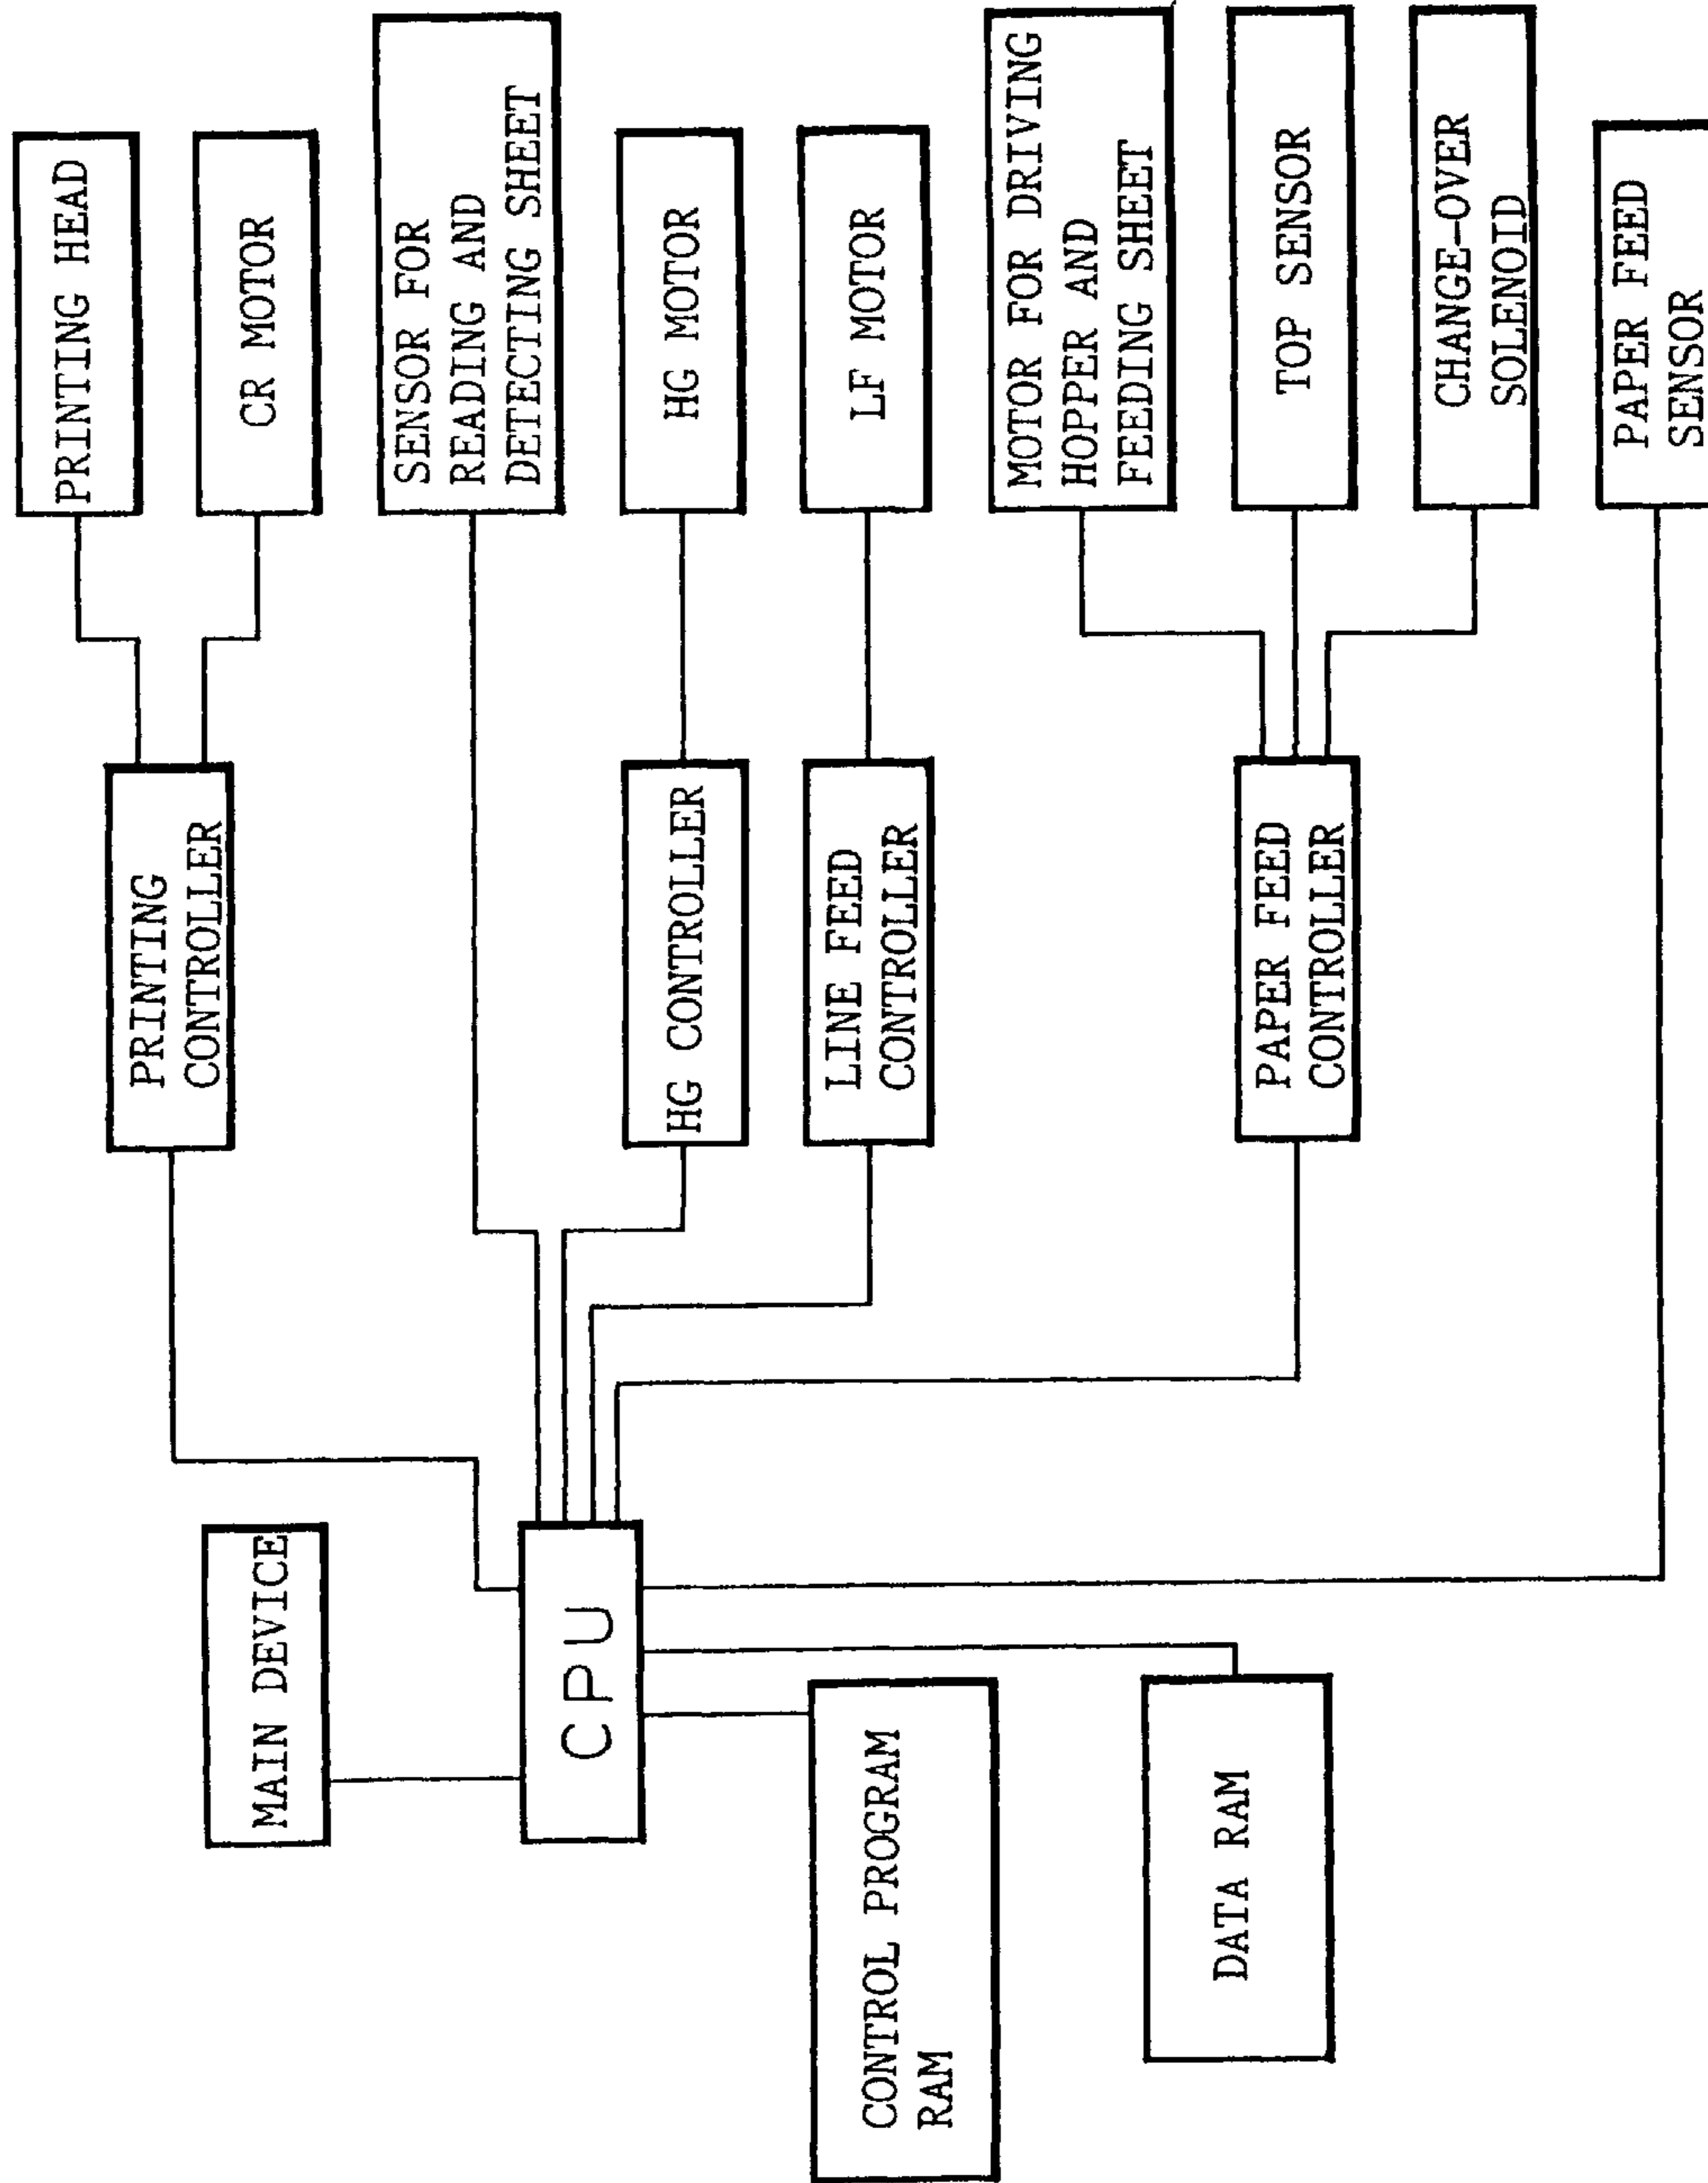 PRINTING HEAD
CR MOTOR
SENSOR FOR
READING AND
DETECTING SHEET
HG MOTOR
LF MOTOR
MOTOR FOR DRIVING
HOPPER AND
FEEDING SHEET
TOP SENSOR
CHANGE-OVER
SOLENOID
PAPER FEED
SENSOR
PRINTING
CONTROLLER
HG CONTROLLER
LINE FEED
CONTROLLER
PAPER FEED
CONTROLLER
MAIN DEVICE
CPU
CONTROL PROGRAM
RAM
DATA RAM